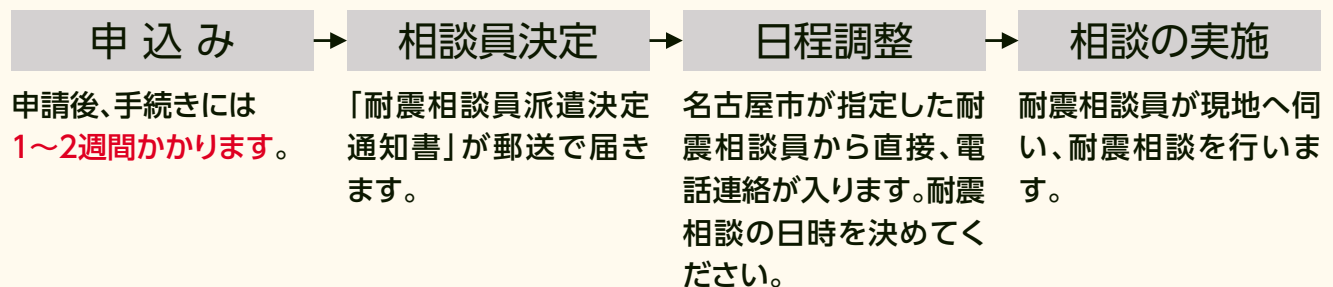 申込み
申請後、手続きには
1〜2週間かかります。
相談員決定
「耐震相談員派遣決定
通知書」が郵送で届き
ます。
日程調整
名古屋市が指定した耐
震相談員から直接、電
話連絡が入ります。耐震
相談の日時を決めてく
ださい。
相談の実施
耐震相談員が現地へ伺
い、耐震相談を行いま
す。